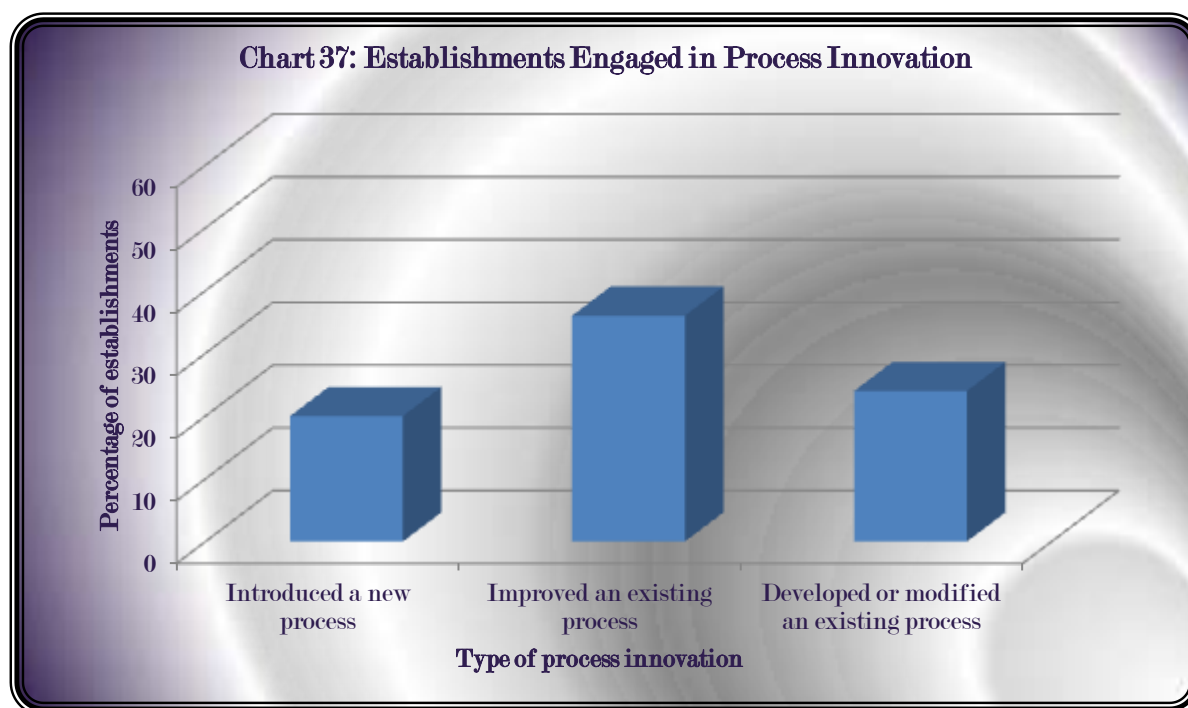 Chart 37: Establishments Engaged in Process Innovation
60
50
40
30
20
10
0
Percentage of establishments
Introduced a new
process
Improved an existing
process
Developed or modified
an existing process
Type of process innovation